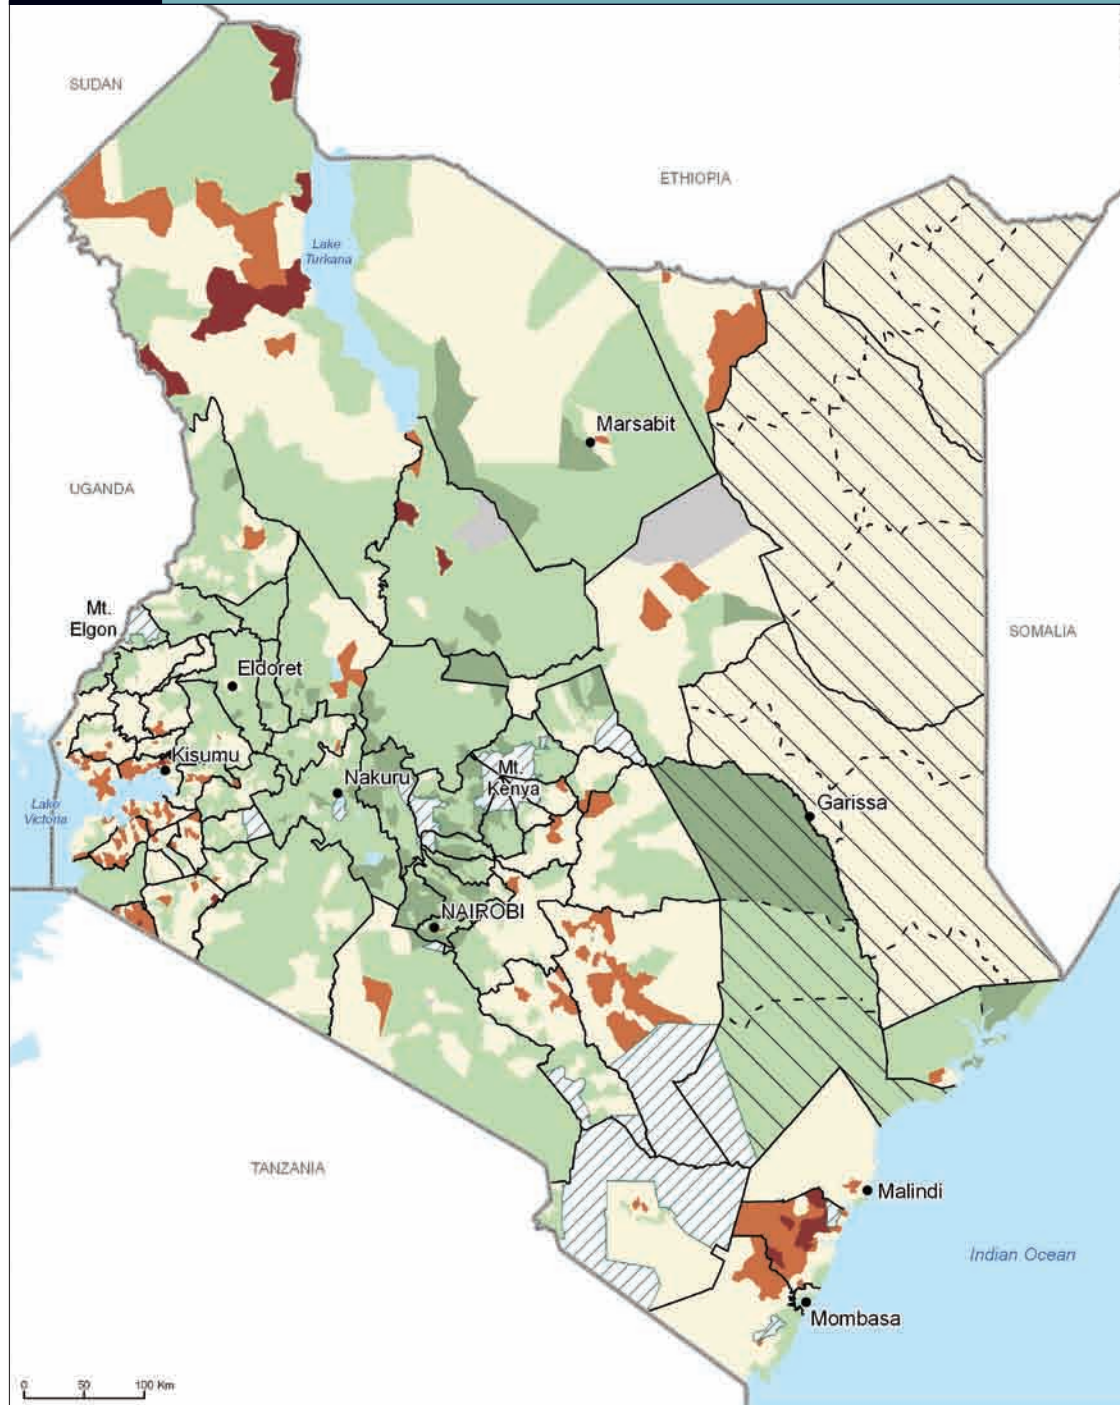 SUDAN
ETHIOPIA
Lake
Turkana
Marsabit
UGANDA
Mt.
Elgon
SOMALIA
Eldoret
Kisumu
Nakuru
Mt.
Kenya
Lake
Victoria
Garissa
NAIROBI
TANZANIA
Malindi
Indian Ocean
Mombasa
0 50 100 Km